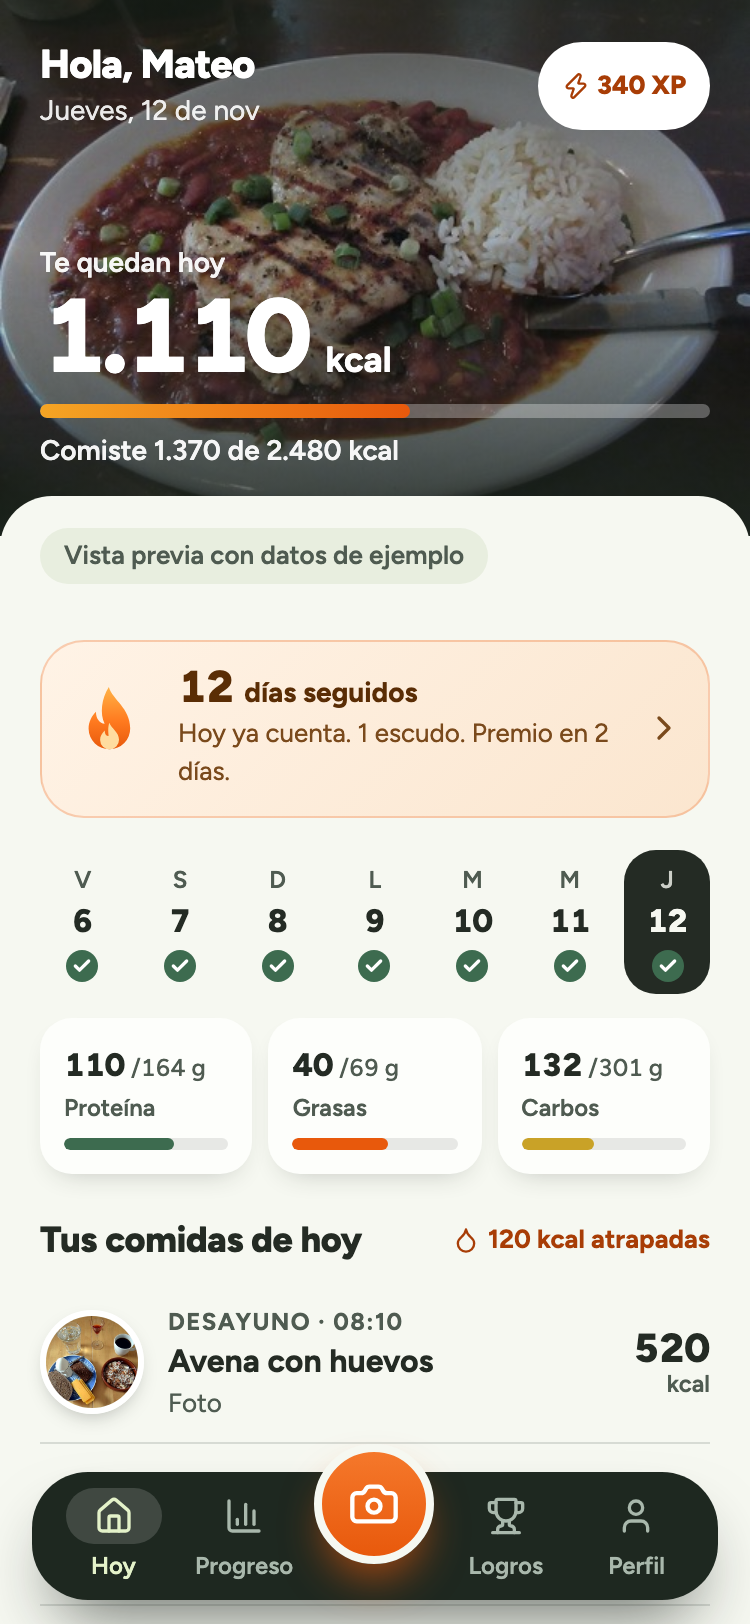 Hola, Mateo
Jueves, 12 de nov
340 XP
Te quedan hoy
1.110 kcal
Comiste 1.370 de 2.480 kcal
Vista previa con datos de ejemplo
12 días seguidos
Hoy ya cuenta. 1 escudo. Premio en 2
días.
V S D L M M J
6 7 8 9 10 11 12
110 /164 g
Proteína
40 /69 g
Grasas
132 /301 g
Carbos
Tus comidas de hoy
120 kcal atrapadas
DESAYUNO · 08:10
Avena con huevos
Foto
520
kcal
Hoy
Progreso
Logros
Perfil